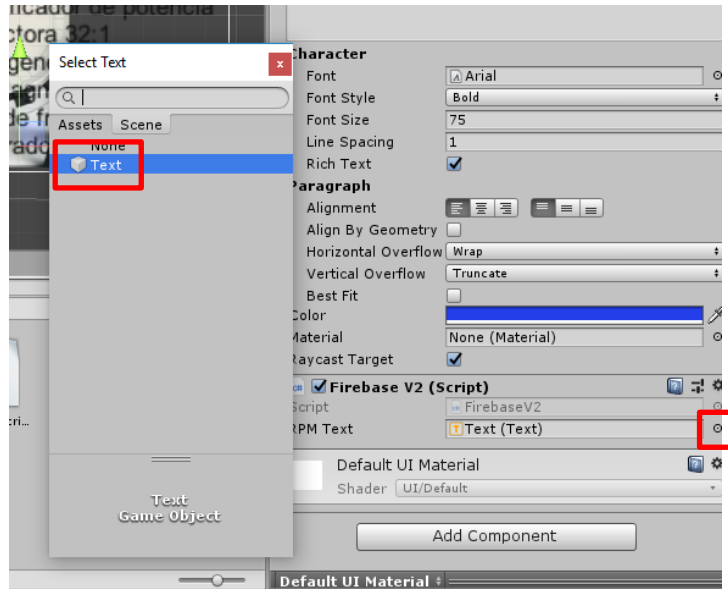 ctora 32:1
Select Text
x
Assets Scene
None
Text
Text
Game Object
Character
Font Arial
Font Style Bold
Font Size 75
Line Spacing 1
Rich Text
Paragraph
Alignment
Align By Geometry
Horizontal Overflow Wrap
Vertical Overflow Truncate
Best Fit
Color
Material None (Material)
Raycast Target
Firebase V2 (Script)
Script FirebaseV2
RPM Text Text (Text)
Default UI Material
Shader UI/Default
Add Component
Default UI Material